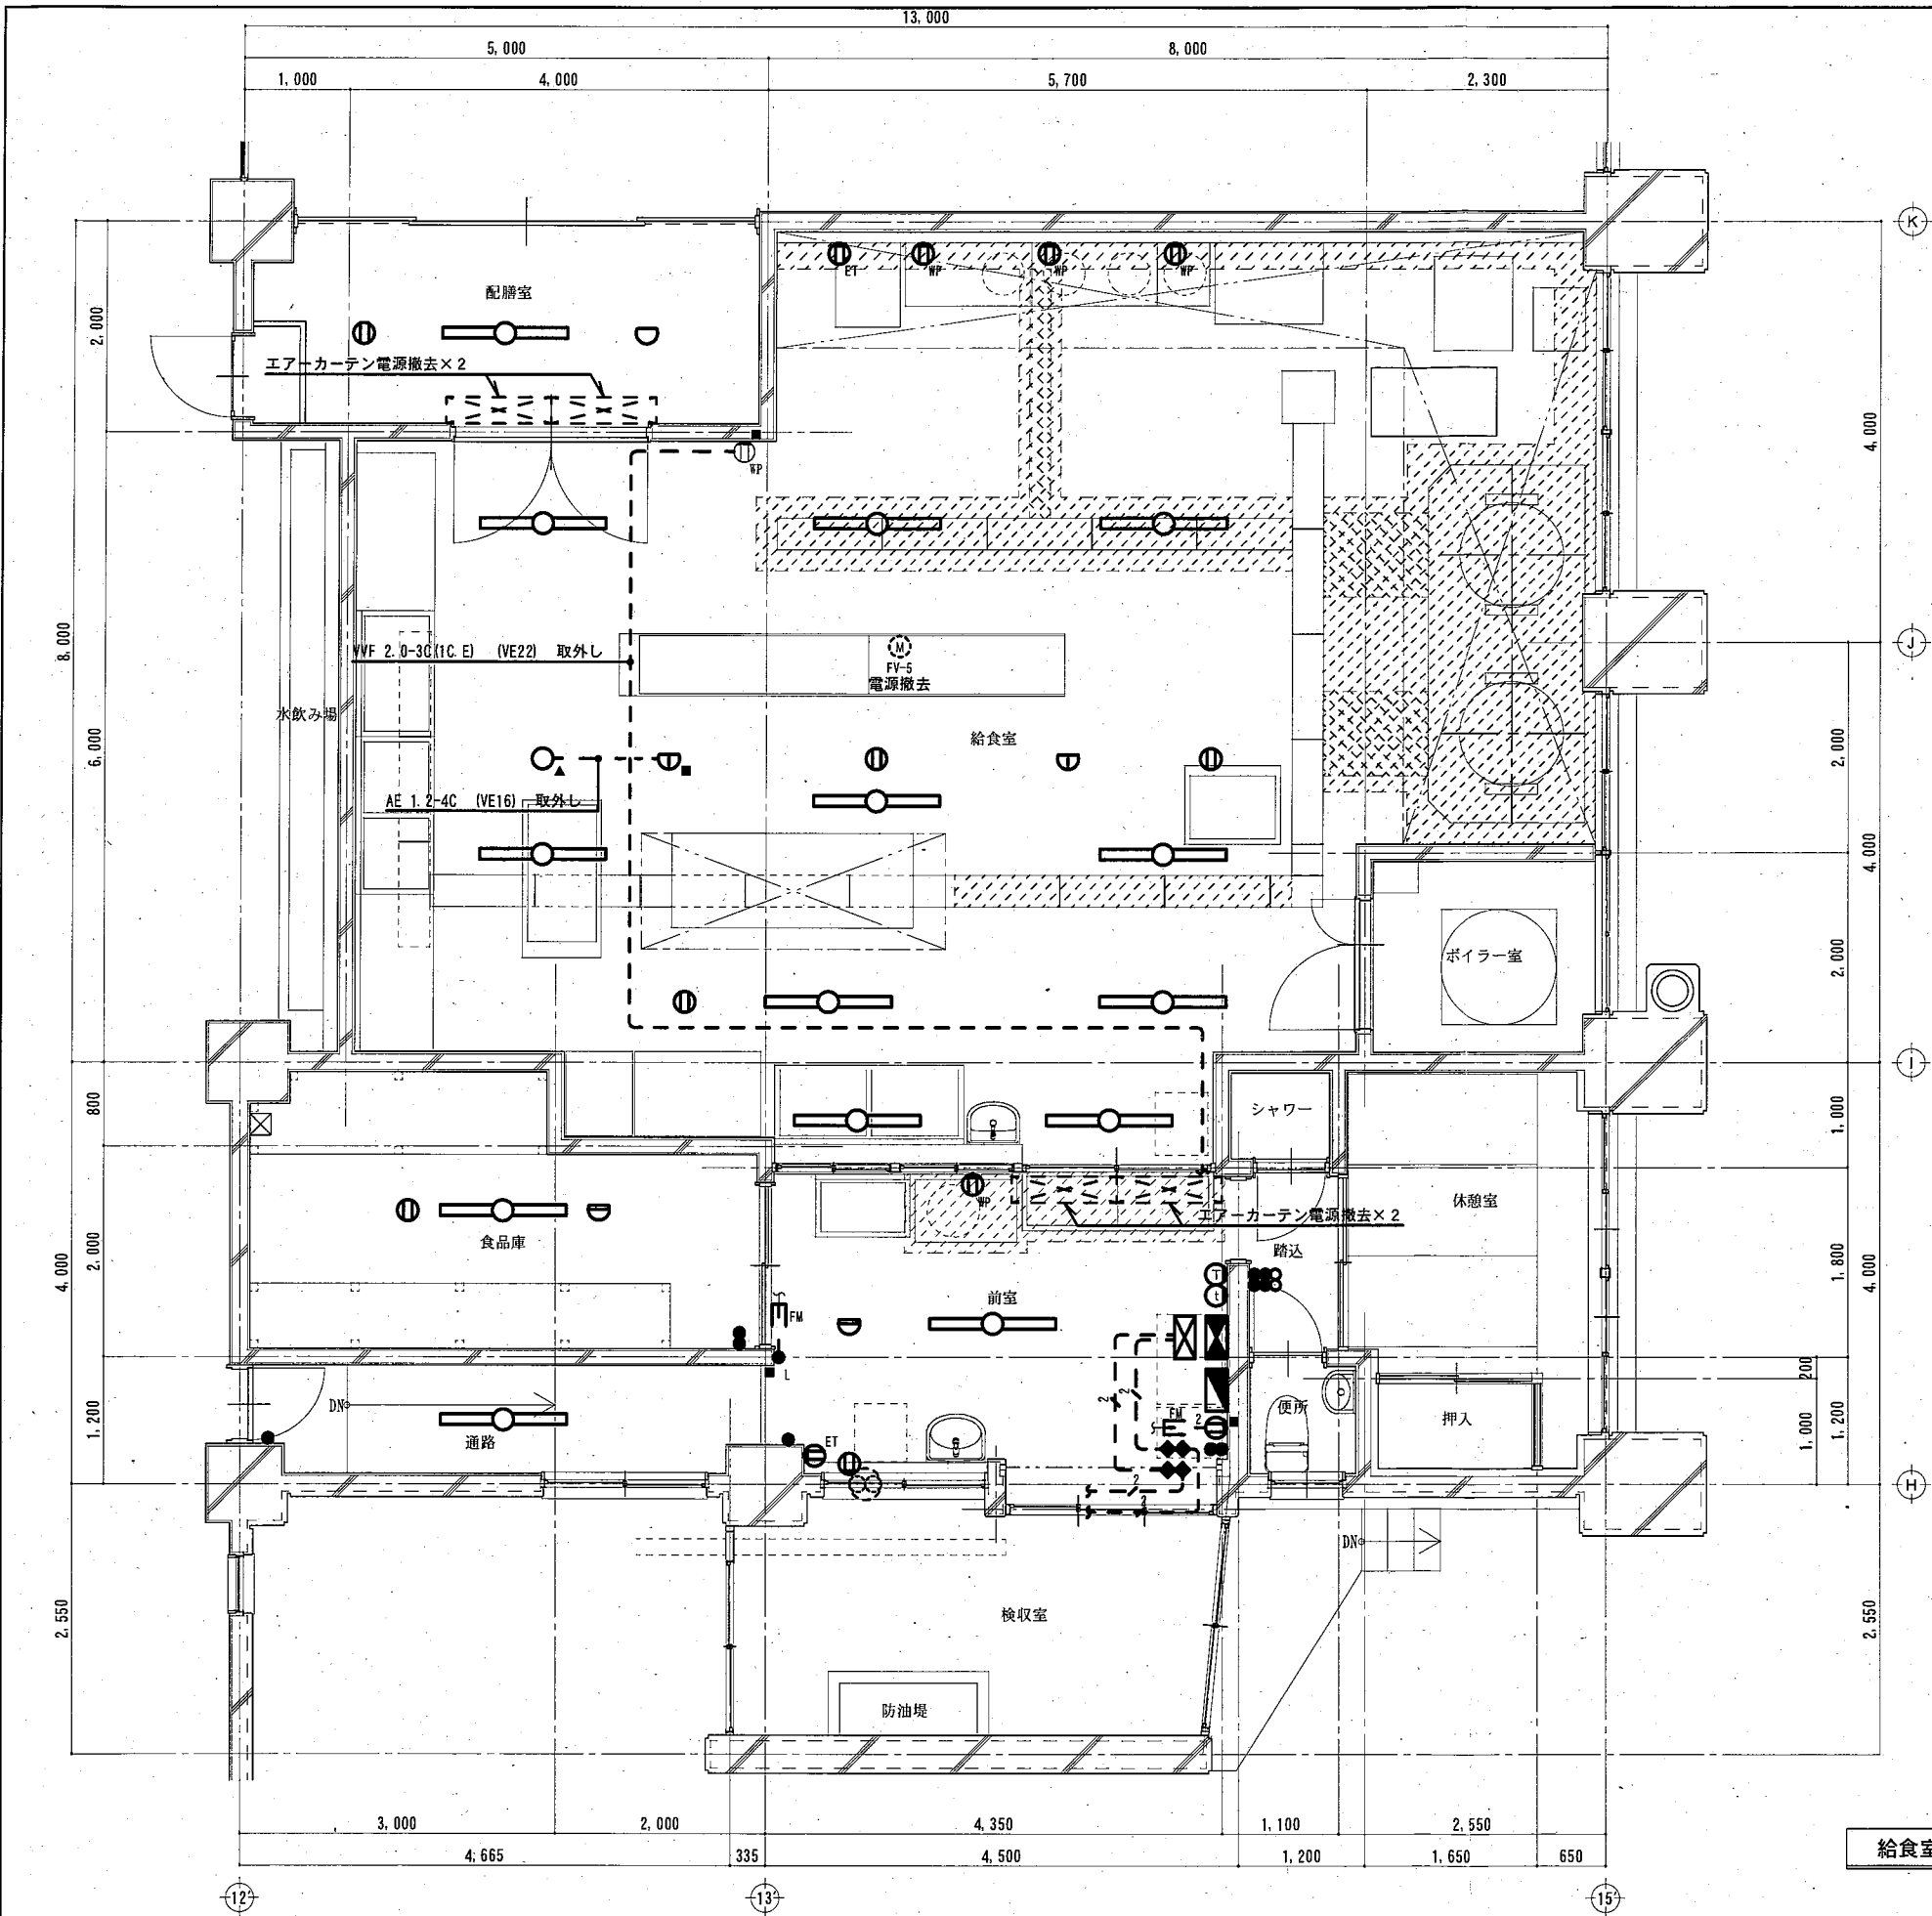 13,000
5,000
8,000
1,000
4,000
5,700
2,300
K
ET
WP
WP
WP
配膳室
2,000
エアーカーテン電源撤去×2
4,000
WP
8,000
VVF 2.0-3C(1C.E) (VE22) 取外し
M
FV-5
電源撤去
J
水飲み場
給食室
6,000
2,000
AE 1.2-4C (VE16) 取外し
4,000
ボイラー室
2,000
I
800
シャワー
1,000
WP
休憩室
エアーカーテン電源撤去×2
食品庫
踏込
2,000
4,000
1,800
4,000
T
t
前室
FM
L
200
DN
2
2
FM
2
便所
押入
1,200
通路
ET
1,000
1,200
2
2
H
DN
2,550
検収室
2,550
防油堤
3,000
2,000
4,350
1,100
2,550
給食室
4,665
335
4,500
1,200
1,650
650
12'
13'
15'